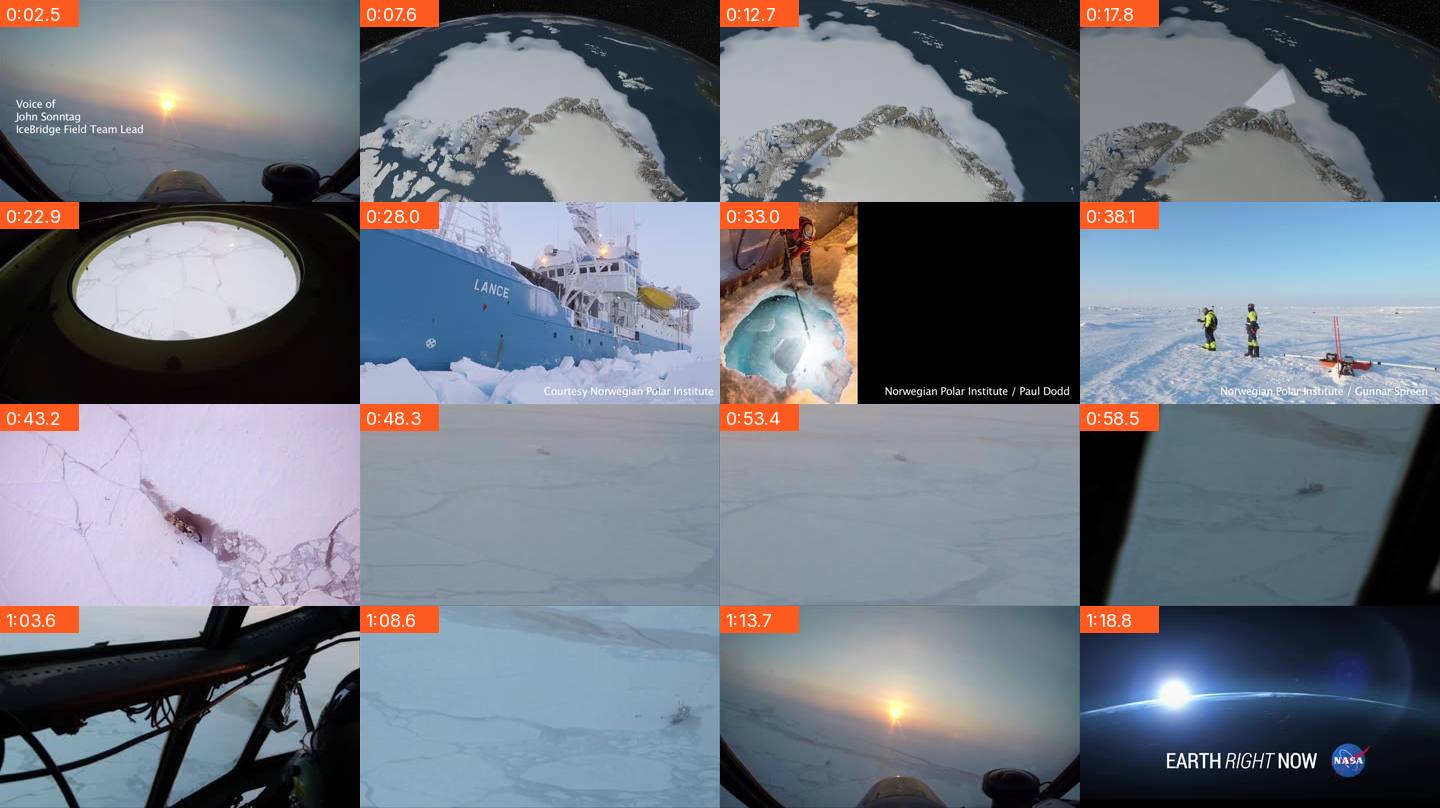 0:02.5
0:07.6
0:12.7
0:17.8
Voice of
John Sonntag
IceBridge Field Team Lead
0:22.9
0:28.0
0:33.0
0:38.1
LANCE
Courtesy Norwegian Polar Institute
Norwegian Polar Institute / Paul Dodd
Norwegian Polar Institute / Gunnar Spreen
0:43.2
0:48.3
0:53.4
0:58.5
1:03.6
1:08.6
1:13.7
1:18.8
EARTH RIGHT NOW
NASA